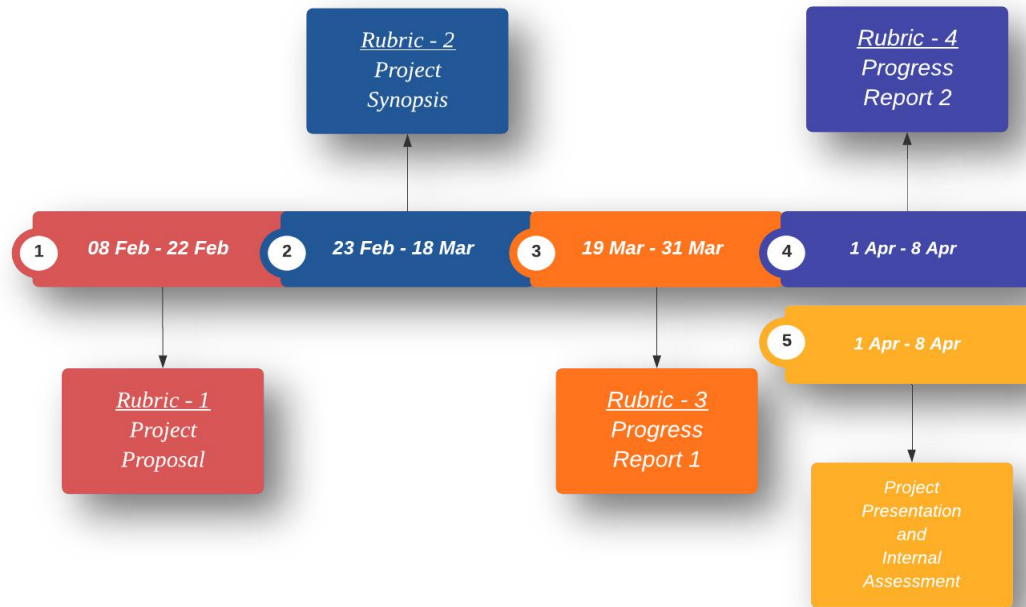 Rubric - 2
Project
Synopsis
Rubric - 4
Progress
Report 2
1
08 Feb - 22 Feb
2
23 Feb - 18 Mar
3
19 Mar - 31 Mar
4
1 Apr - 8 Apr
5
1 Apr - 8 Apr
Rubric - 1
Project
Proposal
Rubric - 3
Progress
Report 1
Project
Presentation
and
Internal
Assessment